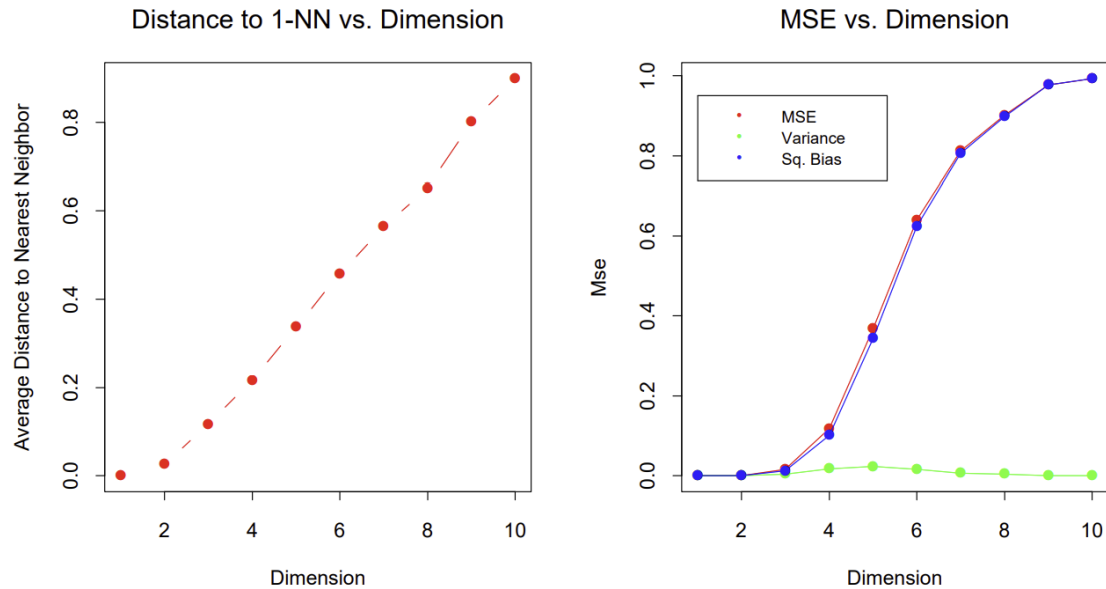 Distance to 1-NN vs. Dimension
Average Distance to Nearest Neighbor
0.8
0.6
0.4
0.2
0.0
2 4 6 8 10
Dimension
MSE vs. Dimension
Mse
1.0
0.8
0.6
0.4
0.2
0.0
MSE
Variance
Sq. Bias
2 4 6 8 10
Dimension